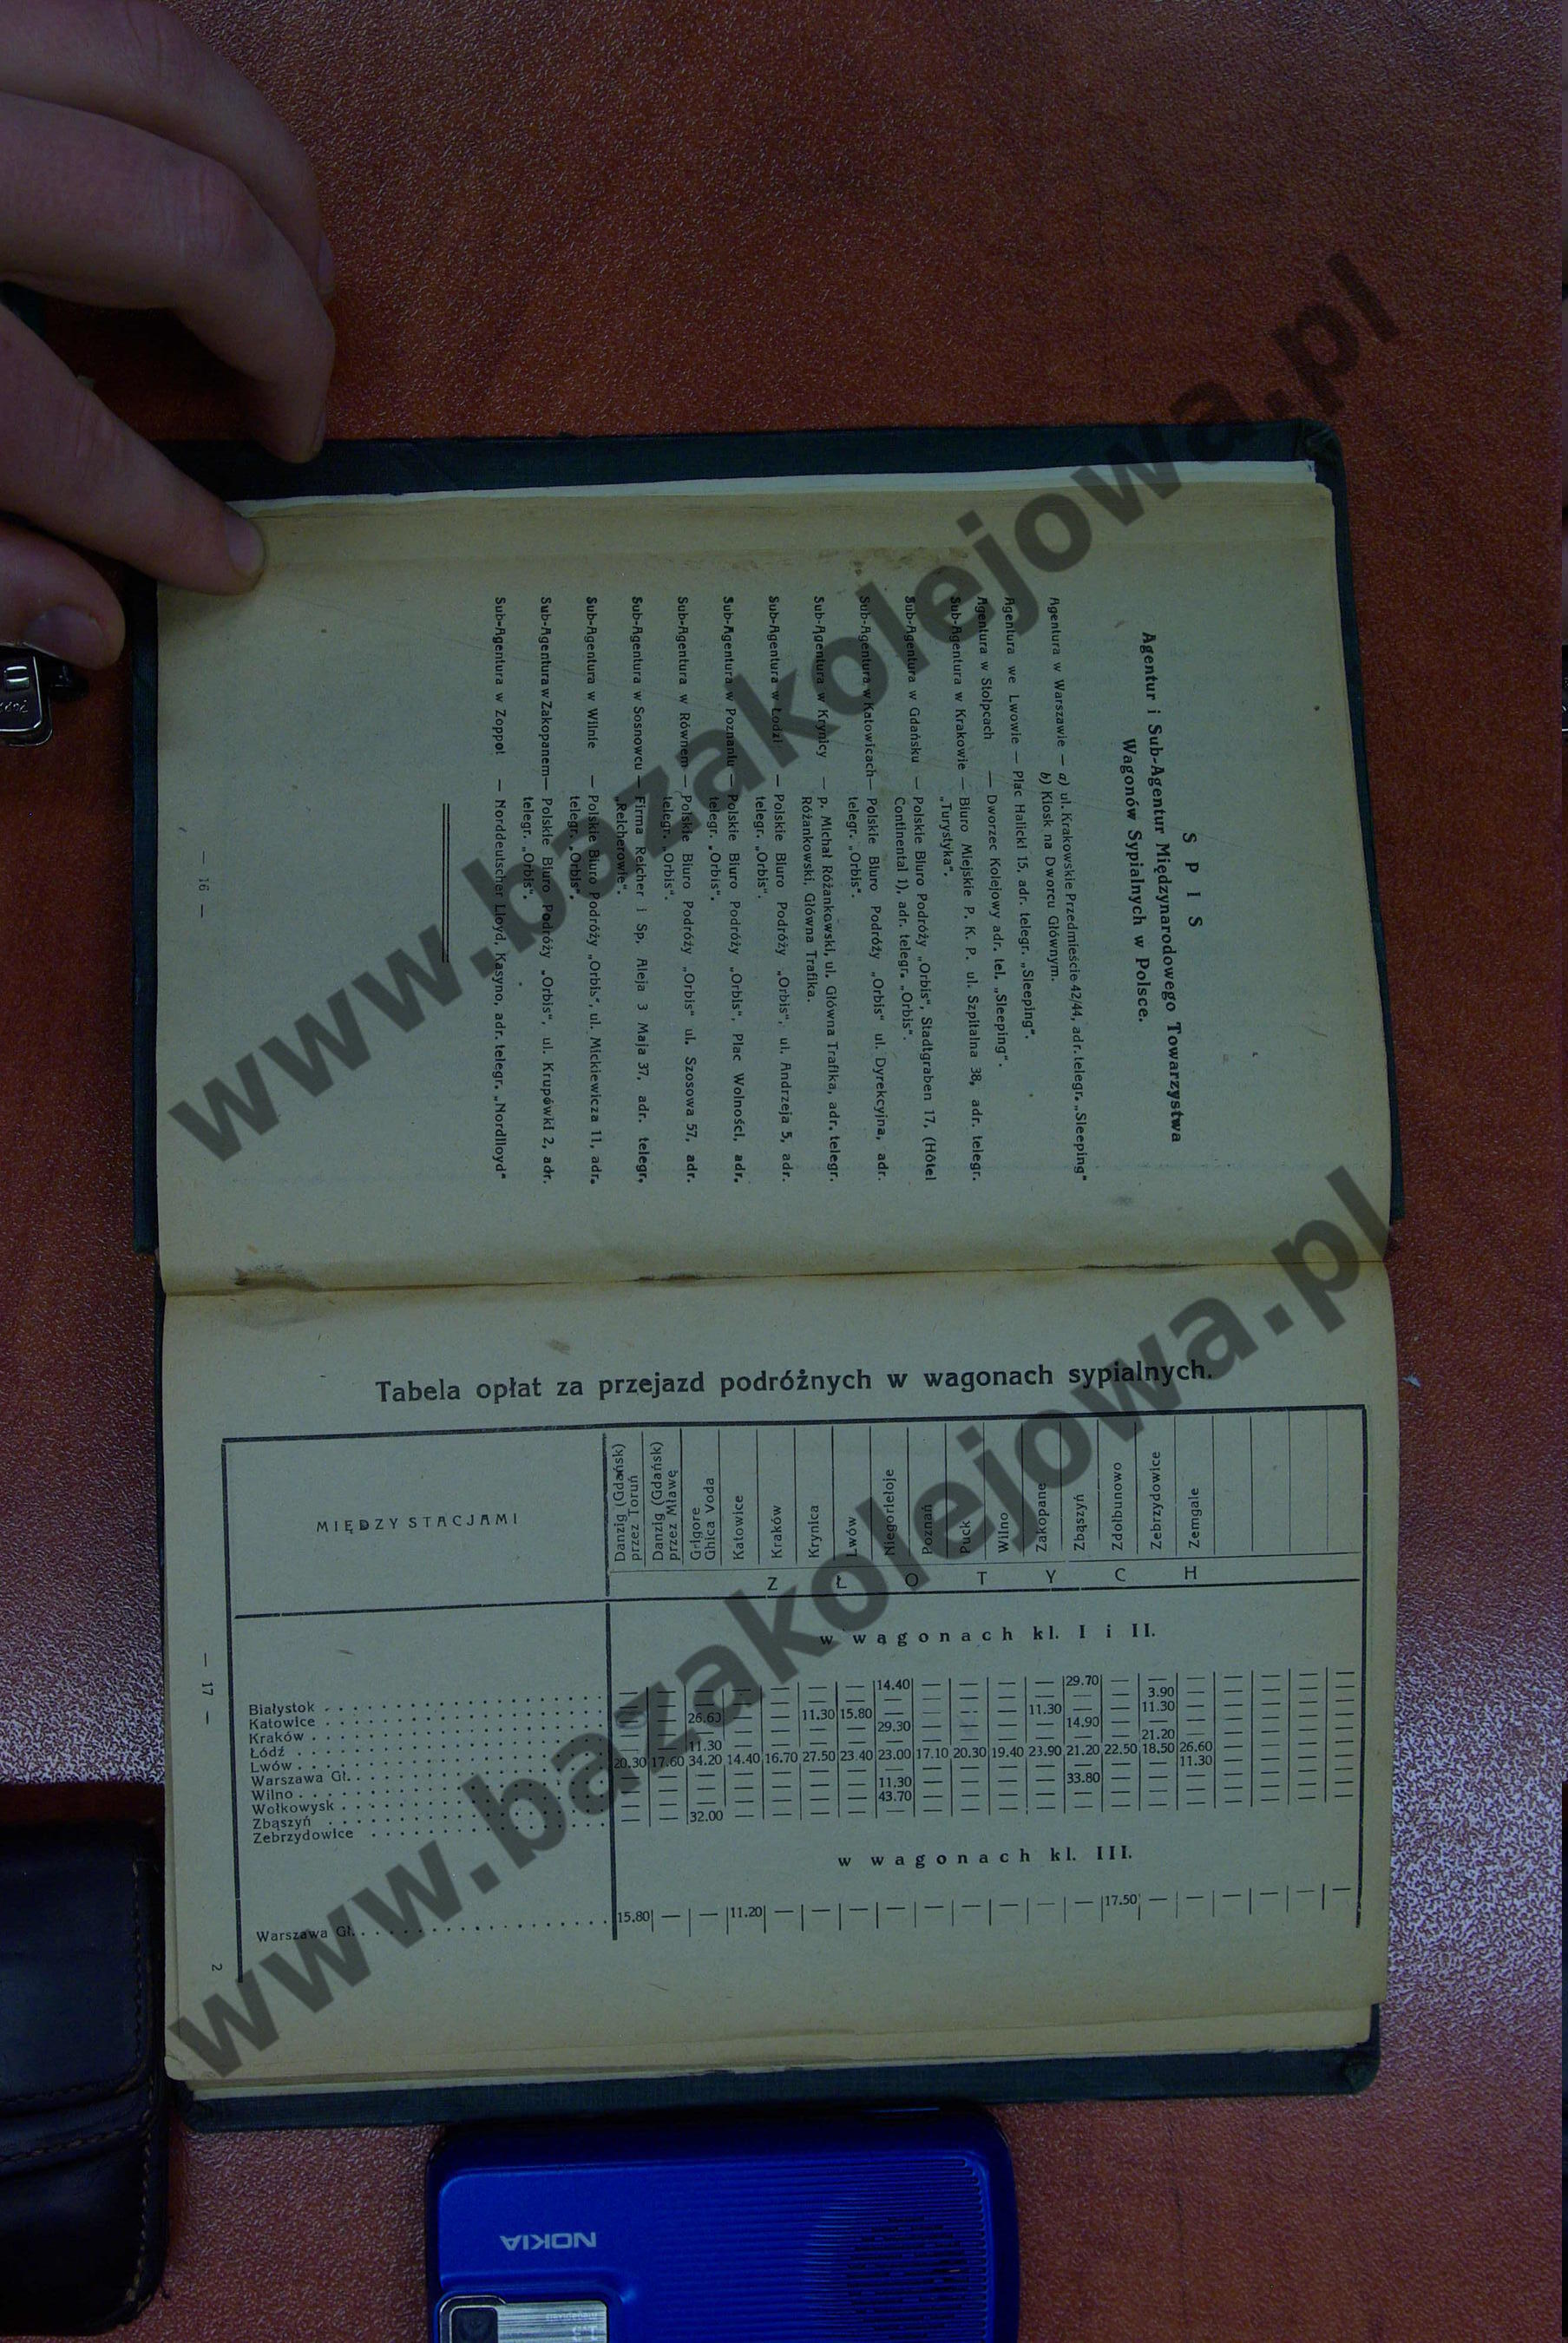 S P I S
Agentur i Sub-Agentur Międzynarodowego Towarzystwa
Wagonów Sypialnych w Polsce.
Agentura w Warszawie — a) ul. Krakowskie Przedmieście 42/44, adr. telegr. „Sleeping"
b) Kiosk na Dworcu Głównym.
Agentura we Lwowie — Plac Halicki 15, adr. telegr. „Sleeping".
Agentura w Stołpcach — Dworzec Kolejowy adr. tel. „Sleeping".
Sub-Agentura w Krakowie — Biuro Miejskie P. K. P. ul. Szpitalna 38, adr. telegr.
„Turystyka".
Sub-Agentura w Gdańsku — Polskie Biuro Podróży „Orbis", Stadtgraben 17, (Hôtel
Continental 1), adr. telegr. „Orbis".
Sub-Agentura w Katowicach — Polskie Biuro Podróży „Orbis" ul. Dyrekcyjna, adr.
telegr. „Orbis".
Sub-Agentura w Krynicy — p. Michał Różankowski, ul. Główna Trafika, adr. telegr.
Różankowski. Główna Trafika.
Sub-Agentura w Łodzi — Polskie Biuro Podróży „Orbis", ul. Andrzeja 5, adr.
telegr. „Orbis".
Sub-Agentura w Poznaniu — Polskie Biuro Podróży „Orbis", Plac Wolności, adr.
telegr. „Orbis".
Sub-Agentura w Równem — Polskie Biuro Podróży „Orbis" ul. Szosowa 57, adr.
telegr. „Orbis".
Sub-Agentura w Sosnowcu — Firma Reicher i Sp. Aleja 3 Maja 37, adr. telegr.
„Reicherowie".
Sub-Agentura w Wilnie — Polskie Biuro Podróży „Orbis", ul. Mickiewicza 11, adr.
telegr. „Orbis".
Sub-Agentura w Zakopanem — Polskie Biuro Podróży „Orbis", ul. Krupówki 2, adr.
telegr. „Orbis".
Sub-Agentura w Zoppot — Norddeutscher Lloyd, Kasyno, adr. telegr. „Nordlloyd"
— 16 —
Tabela opłat za przejazd podróżnych w wagonach sypialnych.
MIĘDZY STACJAMI
Danzig (Gdańsk)
przez Toruń
Danzig (Gdańsk)
przez Mławę
Grigore
Ghica Voda
Katowice
Kraków
Krynica
Lwów
Niegorieloje
Poznań
Puck
Wilno
Zakopane
Zbąszyń
Zdołbunowo
Zebrzydowice
Zemgale
Z Ł O T Y C H
w wagonach kl. I i II.
Białystok — — — — — — — 14.40 — — — — 29.70 — — — — — — —
Katowice — — — — — — — — — — — — — — 3.90 — — — — —
Kraków — — 26.60 — — 11.30 15.80 — — — — 11.30 — — 11.30 — — — — —
Łódź — — — — — — — 29.30 — — — — 14.90 — — — — — — —
Lwów — — 11.30 — — — — — — — — — — — 21.20 — — — — —
Warszawa Gł. 20.30 17.60 34.20 14.40 16.70 27.50 23.40 23.00 17.10 20.30 19.40 23.90 21.20 22.50 18.50 26.60 — — — —
Wilno — — — — — — — — — — — — — — — 11.30 — — — —
Wołkowysk — — — — — — — 11.30 — — — — 33.80 — — — — — — —
Zbąszyń — — — — — — — 43.70 — — — — — — — — — — — —
Zebrzydowice — — 32.00 — — — — — — — — — — — — — — — — —
w wagonach kl. III.
Warszawa Gł. 15.80 — — 11.20 — — — — — — — — — 17.50 — — — — — —
— 17 —
2
NOKIA
www.bazakolejowa.pl
www.bazakolejowa.pl